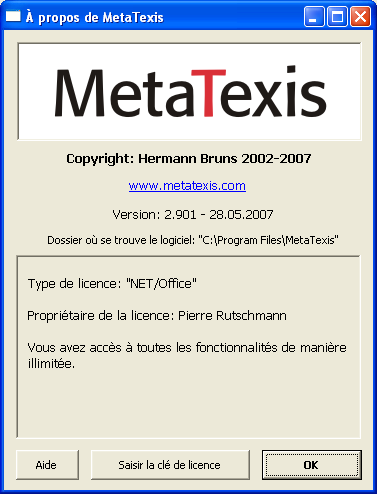 À propos de MetaTexis
MetaTexis
Copyright: Hermann Bruns 2002-2007
www.metatexis.com
Version: 2.901 - 28.05.2007
Dossier où se trouve le logiciel: "C:\Program Files\MetaTexis"
Type de licence: "NET/Office"
Propriétaire de la licence: Pierre Rutschmann
Vous avez accès à toutes les fonctionnalités de manière
illimitée.
Aide
Saisir la clé de licence
OK